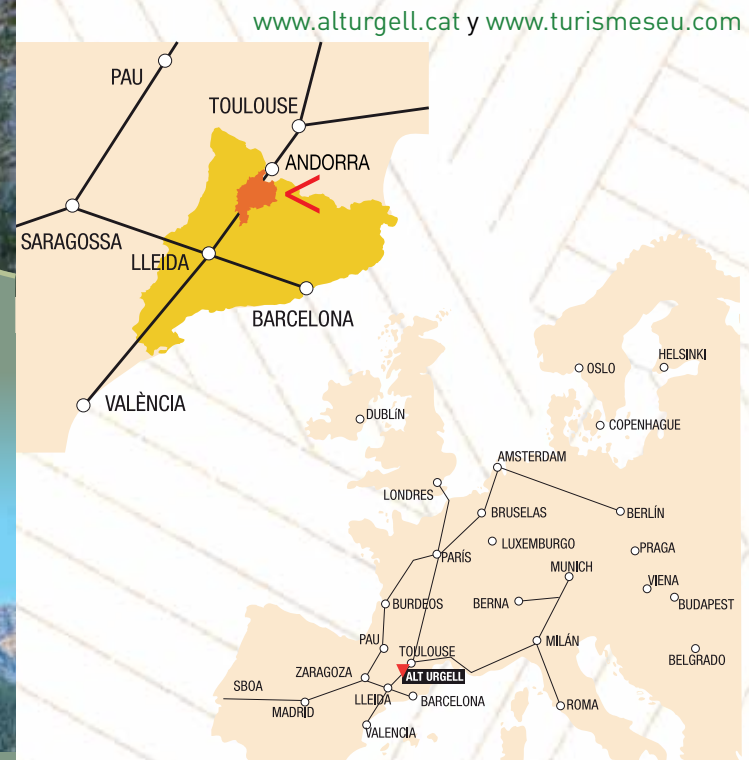 www.alturgell.cat y www.turismeseu.com
PAU
TOULOUSE
ANDORRA
SARAGOSSA
LLEIDA
BARCELONA
VALÈNCIA
OSLO
HELSINKI
DUBLÍN
COPENHAGUE
AMSTERDAM
LONDRES
BRUSELAS
BERLÍN
LUXEMBURGO
PRAGA
PARÍS
MUNICH
VIENA
BURDEOS
BERNA
BUDAPEST
PAU
MILÁN
TOULOUSE
BELGRADO
ZARAGOZA
ALT URGELL
SBOA
LLEIDA
BARCELONA
MADRID
ROMA
VALENCIA